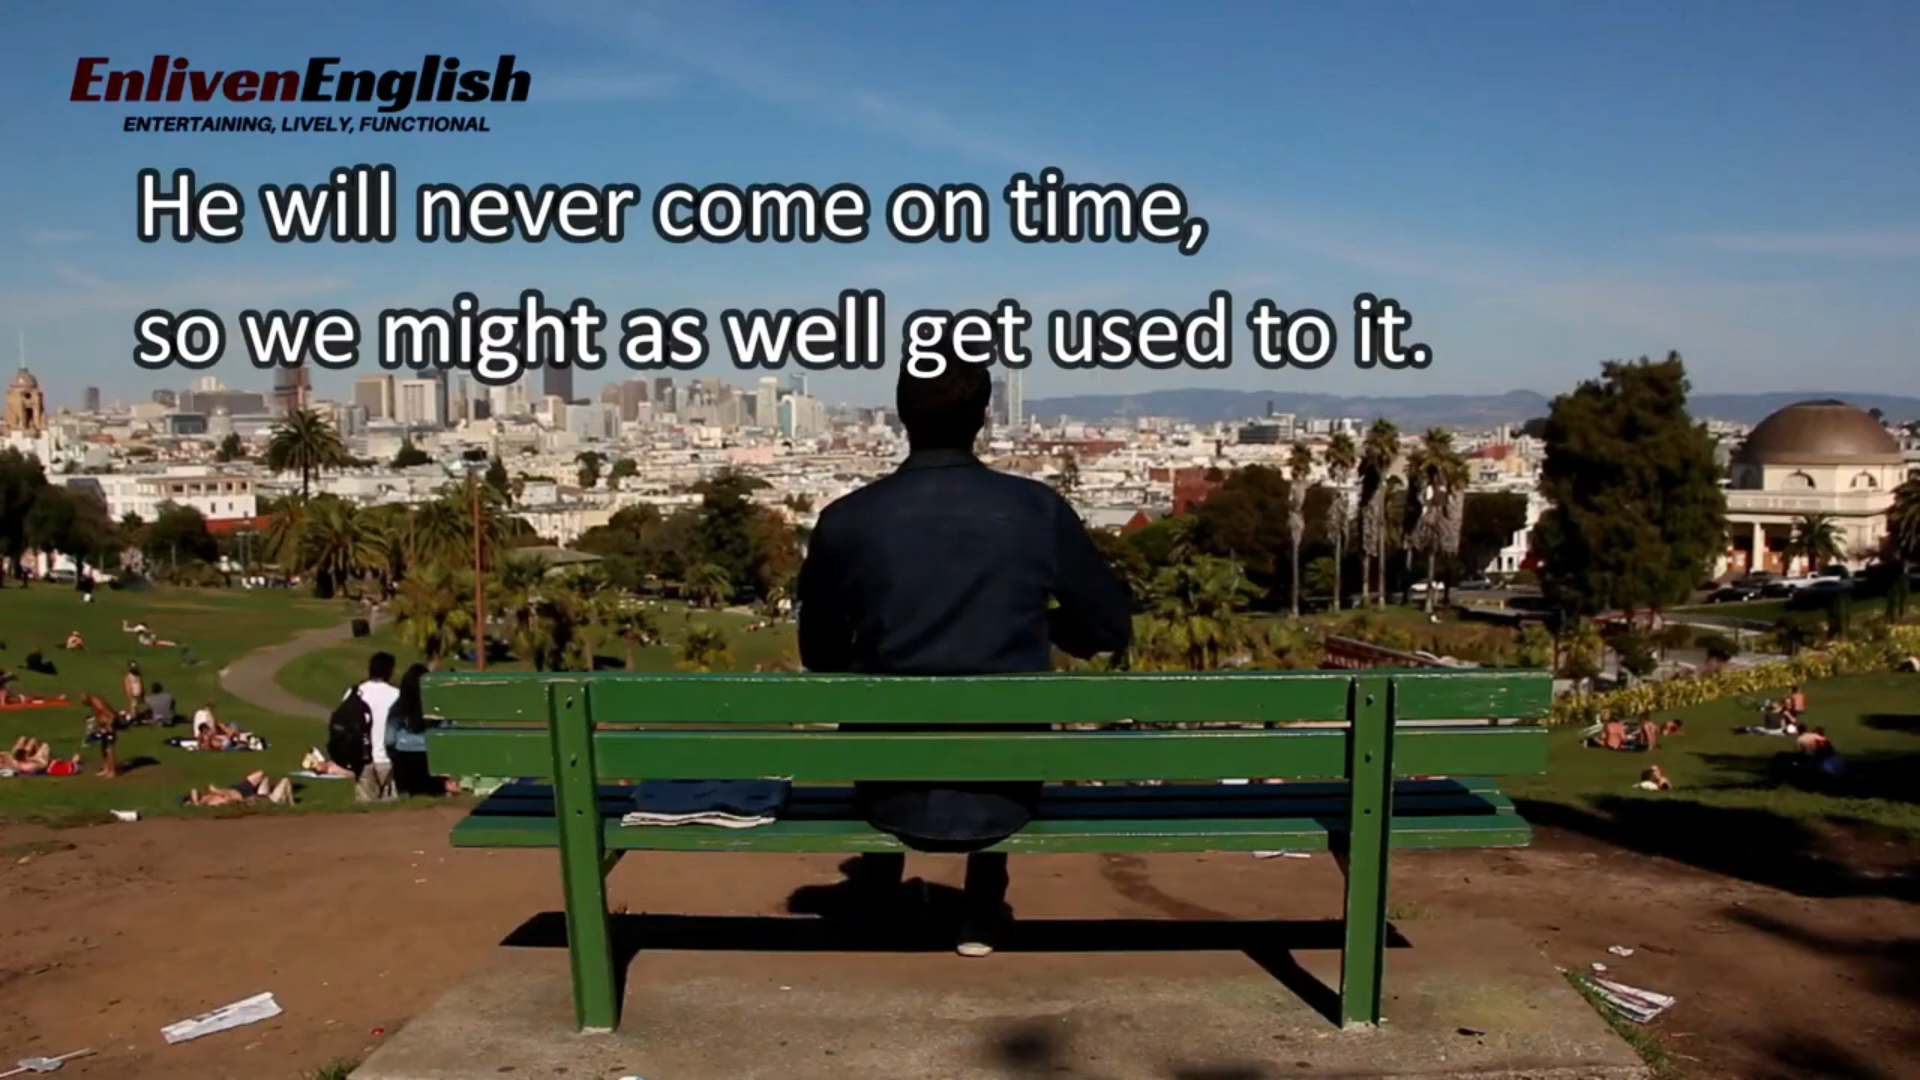 EnlivenEnglish
ENTERTAINING, LIVELY, FUNCTIONAL
He will never come on time,
so we might as well get used to it.